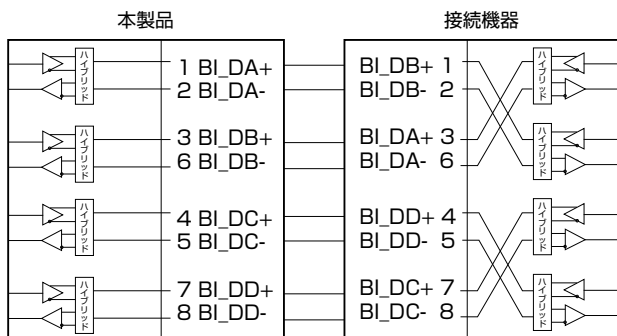 本製品
接続機器
ハイブリッド
1 BI_DA+
2 BI_DA-
BI_DB+ 1
BI_DB- 2
ハイブリッド
ハイブリッド
3 BI_DB+
6 BI_DB-
BI_DA+ 3
BI_DA- 6
ハイブリッド
ハイブリッド
4 BI_DC+
5 BI_DC-
BI_DD+ 4
BI_DD- 5
ハイブリッド
ハイブリッド
7 BI_DD+
8 BI_DD-
BI_DC+ 7
BI_DC- 8
ハイブリッド